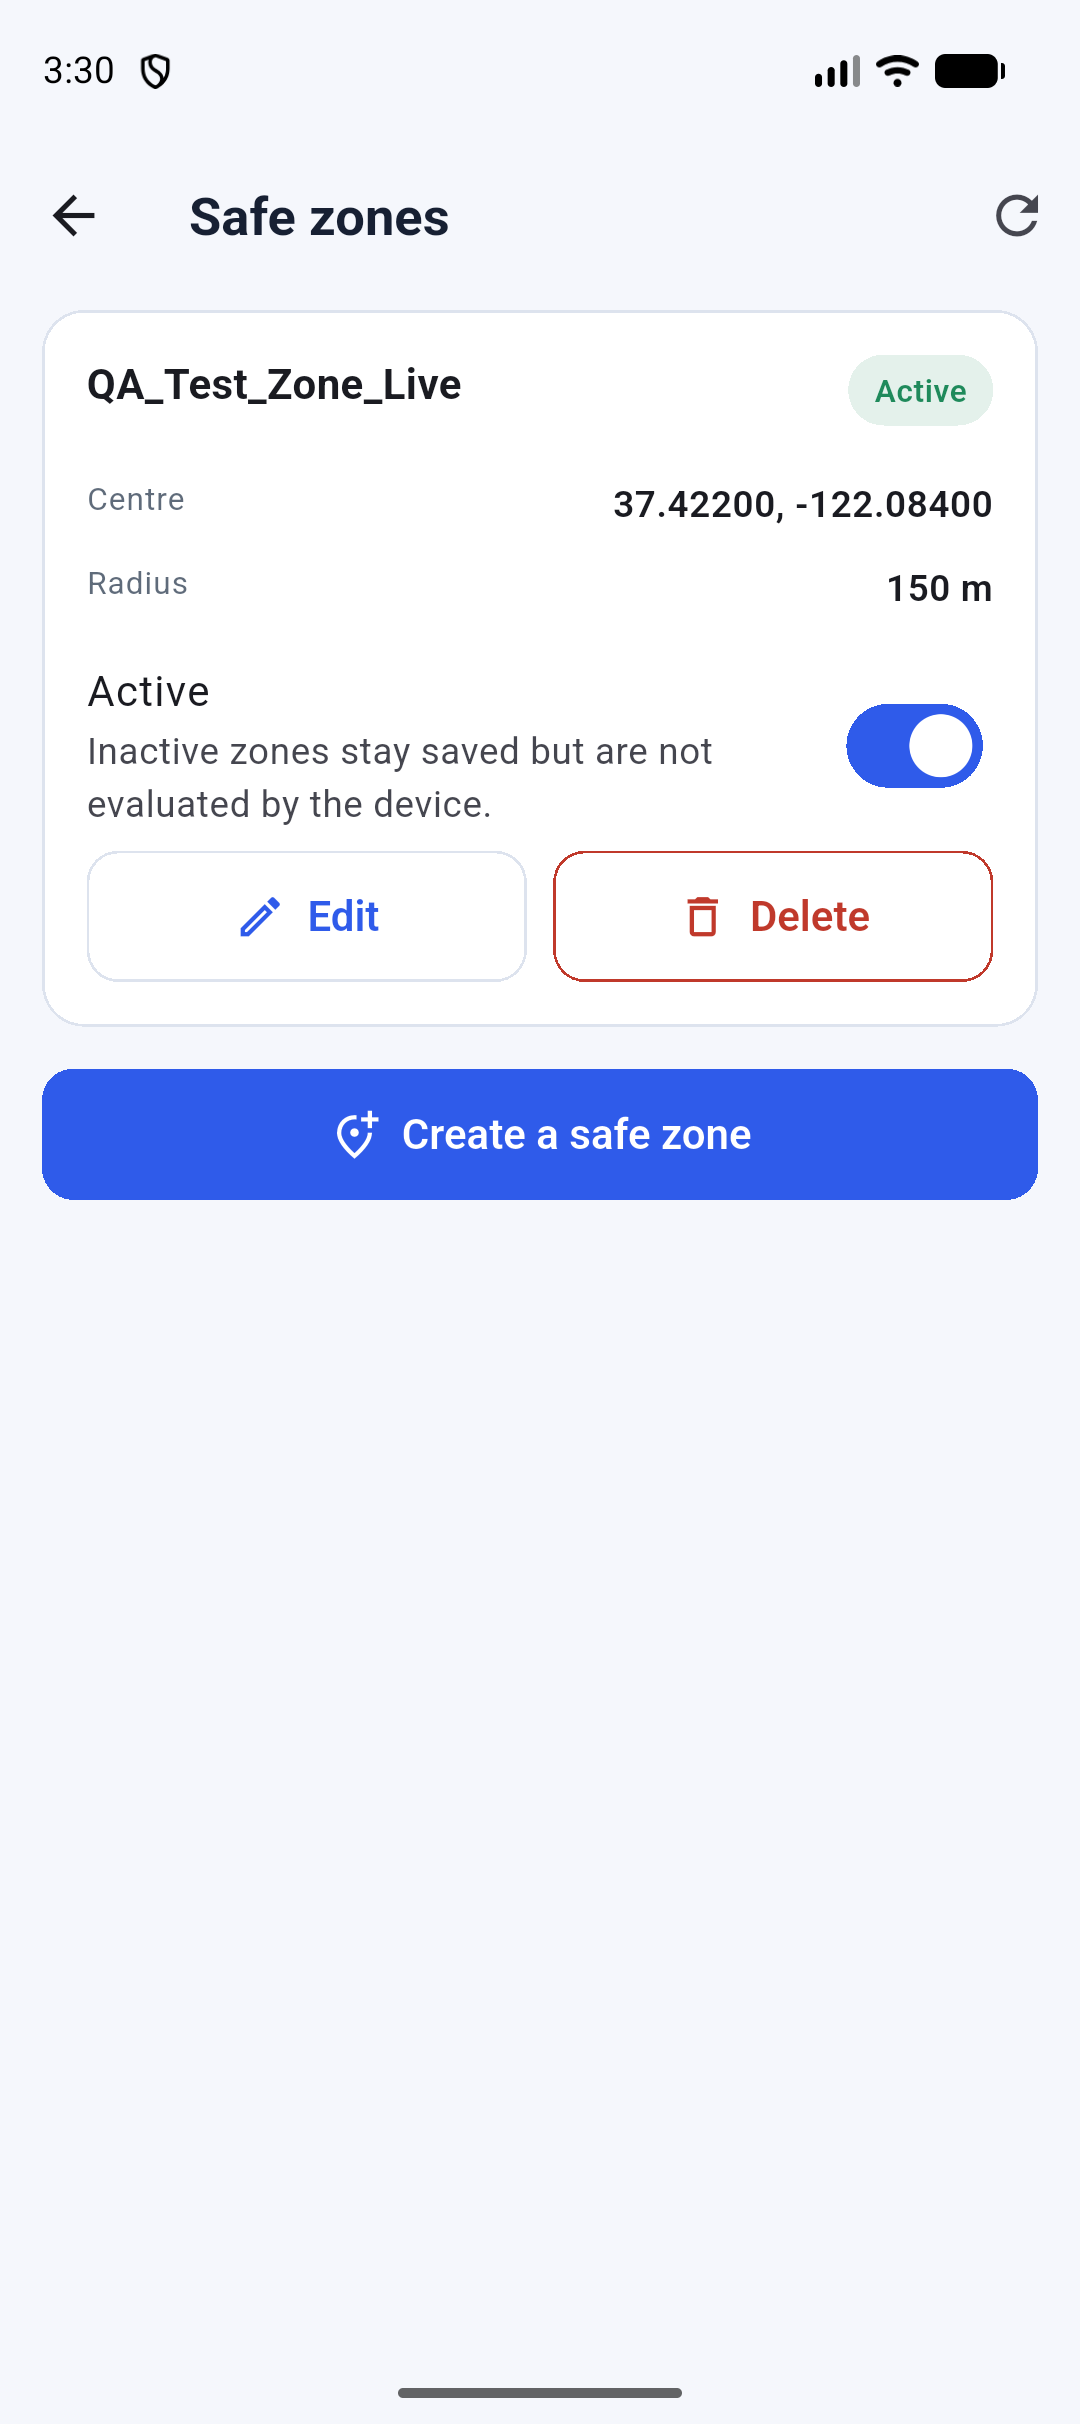 3:30
Safe zones
QA_Test_Zone_Live
Active
Centre
37.42200, -122.08400
Radius
150 m
Active
Inactive zones stay saved but are not
evaluated by the device.
Edit
Delete
Create a safe zone